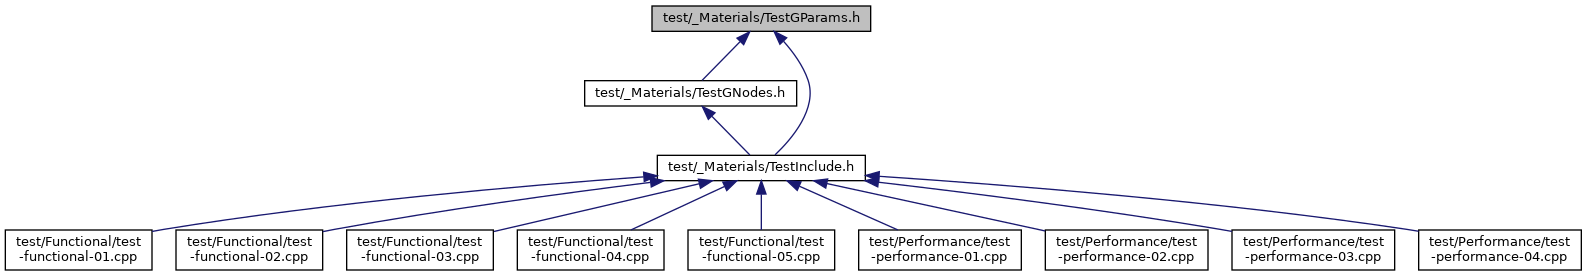 test/_Materials/TestGParams.h
test/_Materials/TestGNodes.h
test/_Materials/TestInclude.h
test/Functional/test
-functional-01.cpp
test/Functional/test
-functional-02.cpp
test/Functional/test
-functional-03.cpp
test/Functional/test
-functional-04.cpp
test/Functional/test
-functional-05.cpp
test/Performance/test
-performance-01.cpp
test/Performance/test
-performance-02.cpp
test/Performance/test
-performance-03.cpp
test/Performance/test
-performance-04.cpp